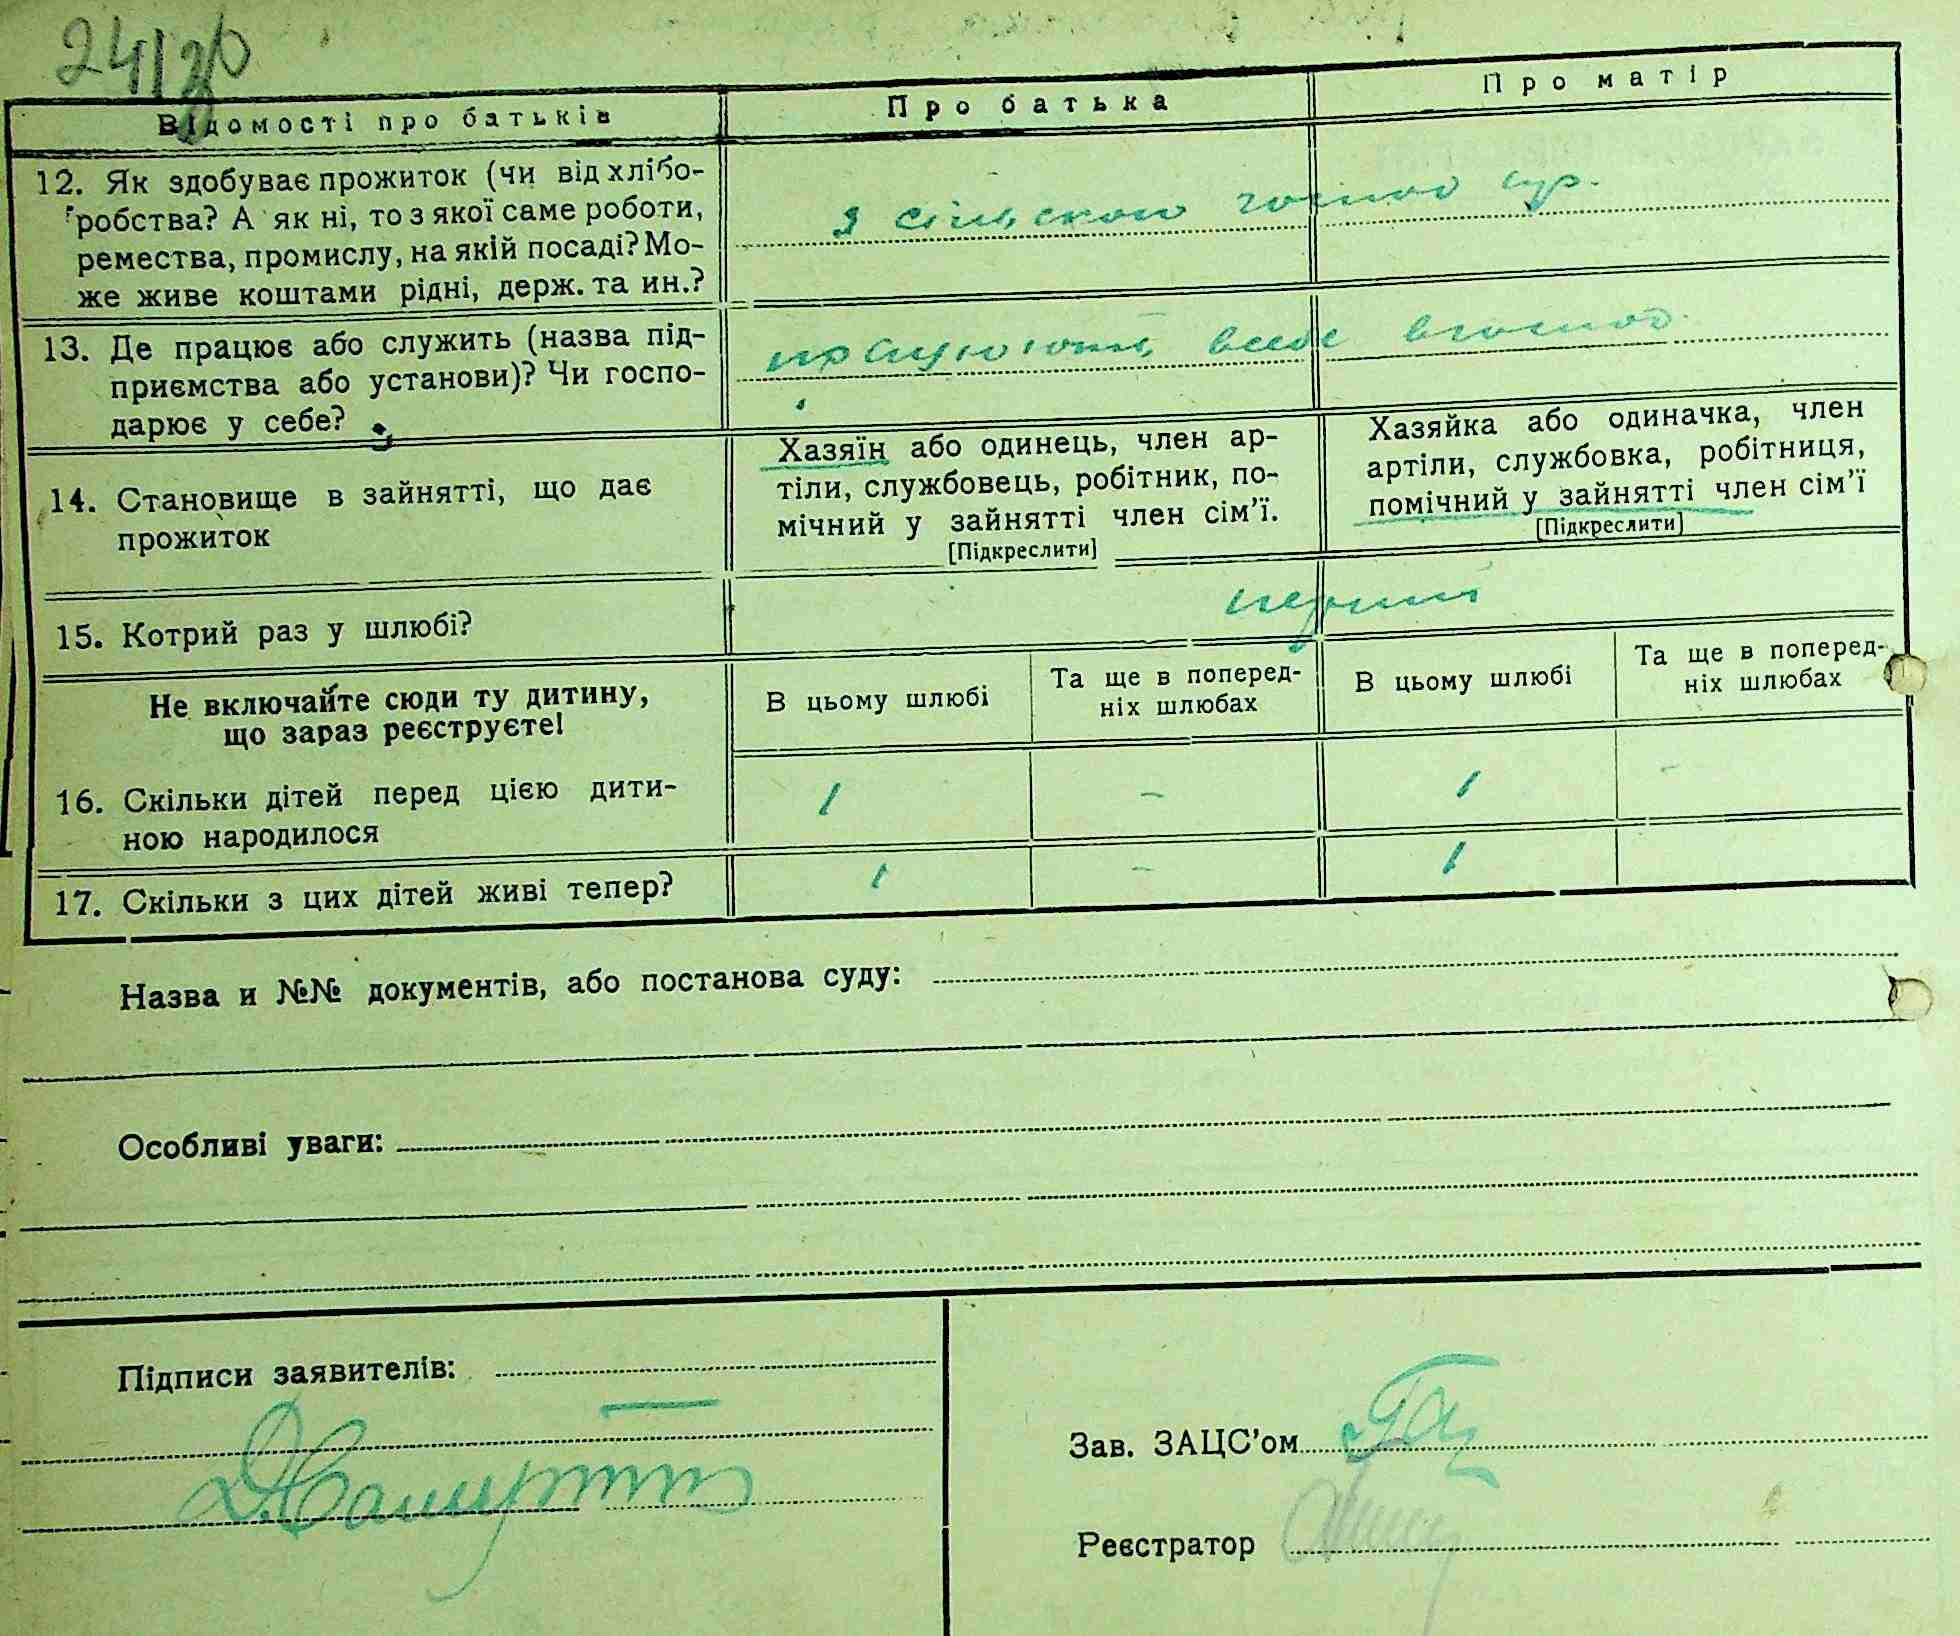 24/
Відомості про батьків
Про батька
Про матір
12. Як здобуває прожиток (чи від хлібо-
робства? А як ні, то з якої саме роботи,
ремества, промислу, на якій посаді? Мо-
же живе коштами рідні, держ. та ин.?
з сільського господ
13. Де працює або служить (назва під-
приємства або установи)? Чи госпо-
дарює у себе?
працюють в господ.
14. Становище в зайнятті, що дає
прожиток
Хазяїн або одинець, член ар-
тіли, службовець, робітник, по-
мічний у зайнятті член сім'ї.
[Підкреслити]
Хазяйка або одиначка, член
артіли, службовка, робітниця,
помічний у зайнятті член сім'ї
[Підкреслити]
15. Котрий раз у шлюбі?
перший
Не включайте сюди ту дитину,
що зараз реєструєте!
В цьому шлюбі
Та ще в поперед-
ніх шлюбах
В цьому шлюбі
Та ще в поперед-
ніх шлюбах
16. Скільки дітей перед цією дити-
ною народилося
1 - 1 -
17. Скільки з цих дітей живі тепер?
1 - 1
Назва и №№ документів, або постанова суду:
Особливі уваги:
Підписи заявителів:
Зав. ЗАЦС'ом
Реєстратор